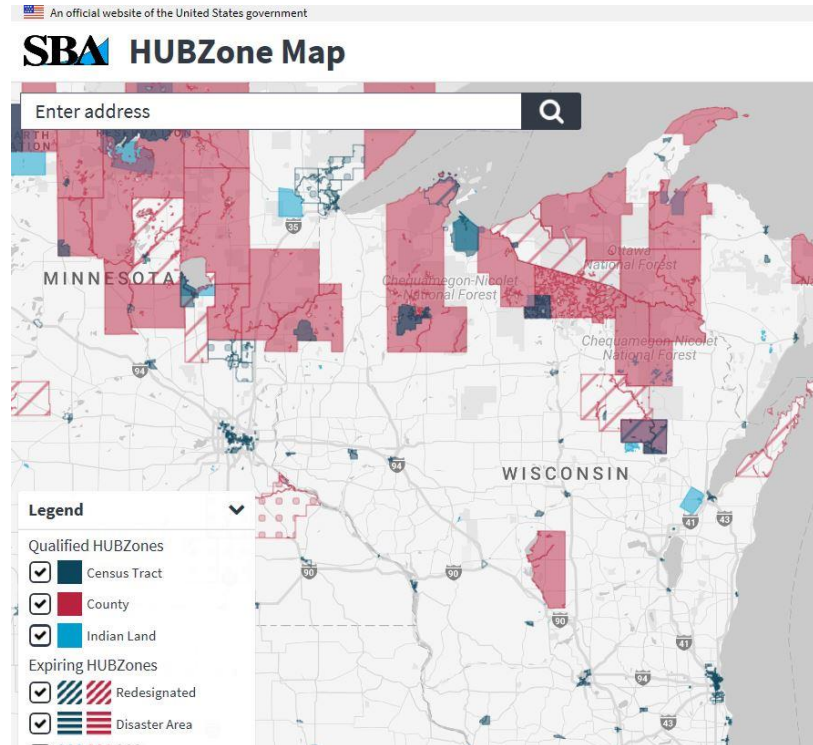 An official website of the United States government
SBA HUBZone Map
Enter address
35
MINNESOTA
Ottawa
National Forest
Chequamegon-Nicolet
National Forest
Chequamegon-Nicolet
National Forest
94
94
WISCONSIN
41
43
90
90
90
41
94
43
Legend
Qualified HUBZones
Census Tract
County
Indian Land
Expiring HUBZones
Redesignated
Disaster Area